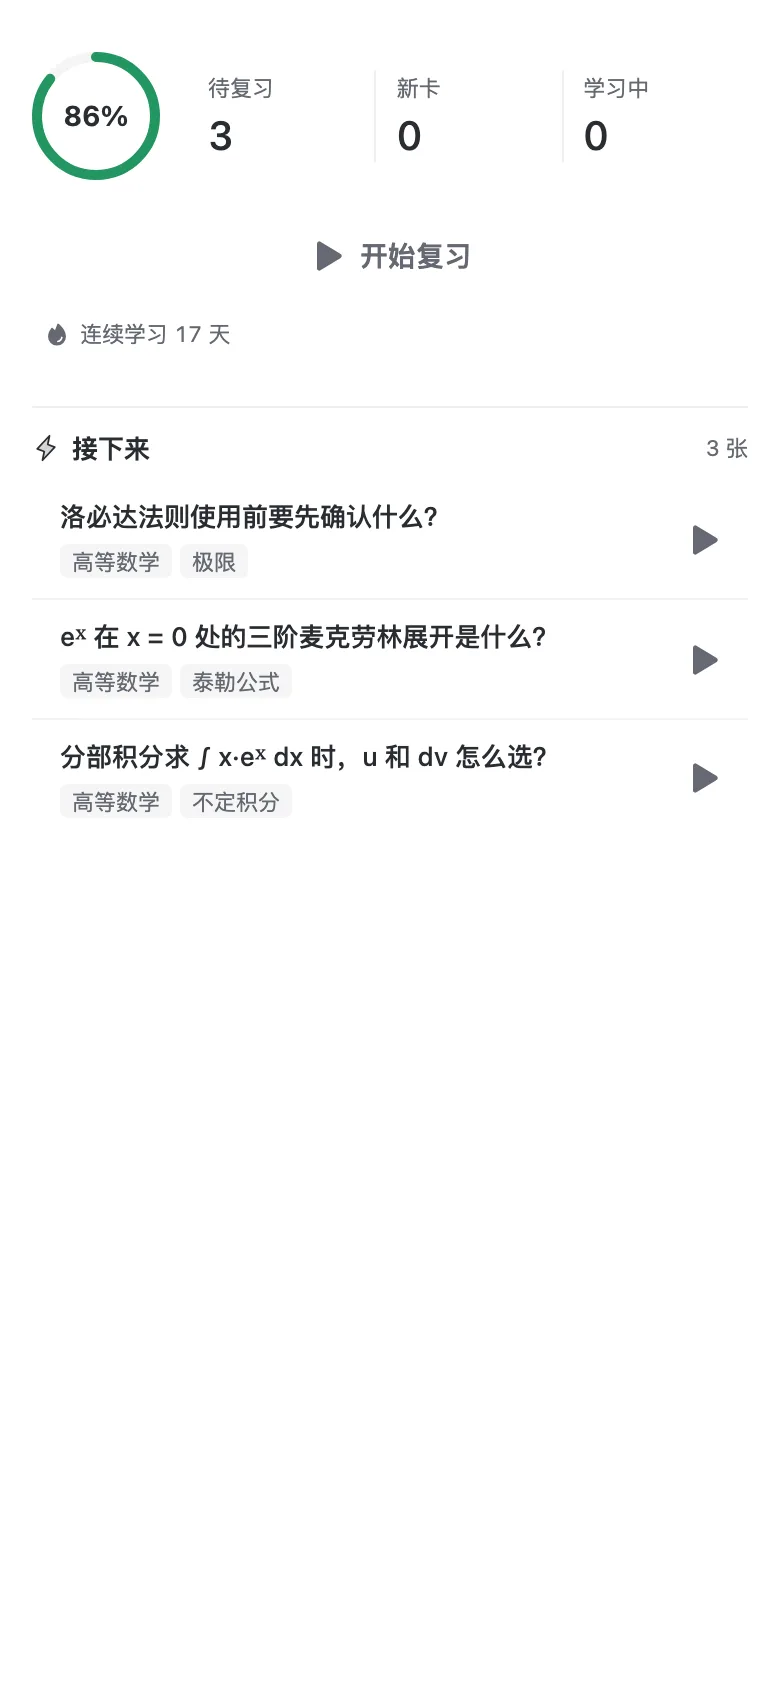 86%
待复习
3
新卡
0
学习中
0
开始复习
连续学习 17 天
接下来
3 张
洛必达法则使用前要先确认什么?
高等数学 极限
eˣ 在 x = 0 处的三阶麦克劳林展开是什么?
高等数学 泰勒公式
分部积分求 ∫ x·eˣ dx 时，u 和 dv 怎么选?
高等数学 不定积分